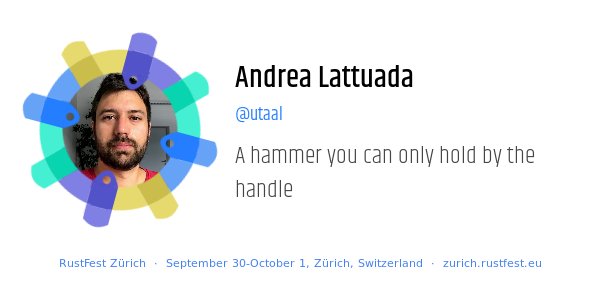 Andrea Lattuada
@utaal
A hammer you can only hold by the
handle
RustFest Zürich · September 30-October 1, Zürich, Switzerland · zurich.rustfest.eu